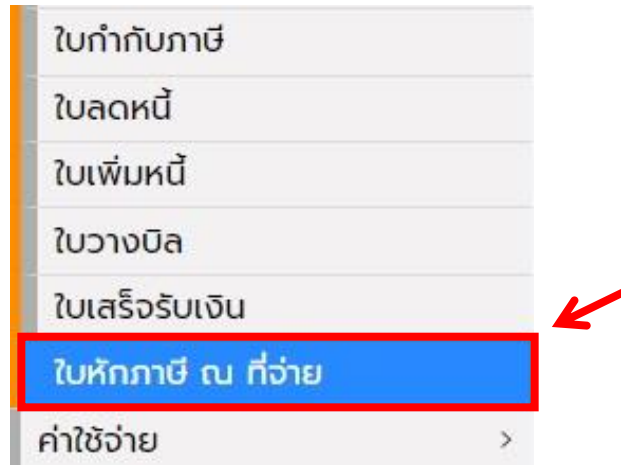 ใบกำกับภาษี
ใบลดหนี้
ใบเพิ่มหนี้
ใบวางบิล
ใบเสร็จรับเงิน
ใบหักภาษี ณ ที่จ่าย
ค่าใช้จ่าย >